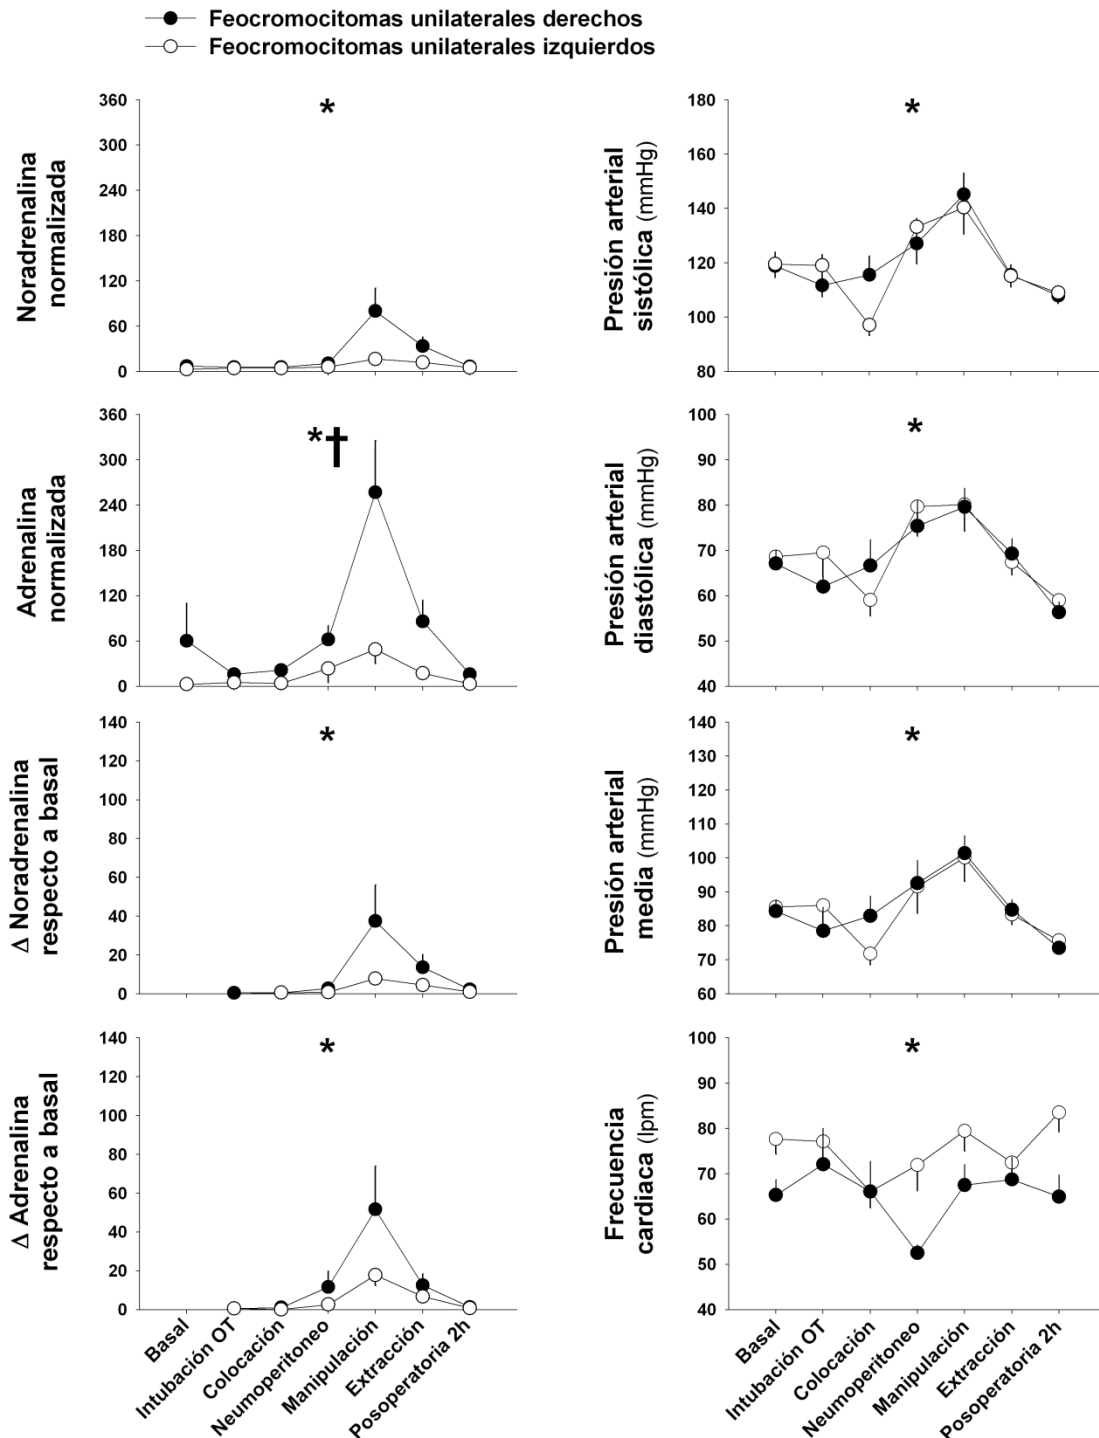 Feocromocitomas unilaterales derechos
Feocromocitomas unilaterales izquierdos
Noradrenalina
normalizada
360
300
240
180
120
60
0
*
Presión arterial
sistólica (mmHg)
180
160
140
120
100
80
*
Adrenalina
normalizada
360
300
240
180
120
60
0
*†
Presión arterial
diastólica (mmHg)
100
90
80
70
60
50
40
*
Δ Noradrenalina
respecto a basal
140
120
100
80
60
40
20
0
*
Presión arterial
media (mmHg)
140
130
120
110
100
90
80
70
60
*
Δ Adrenalina
respecto a basal
140
120
100
80
60
40
20
0
*
Basal
Intubación OT
Colocación
Neumoperitoneo
Manipulación
Extracción
Posoperatoria 2h
Frecuencia
cardiaca (lpm)
100
90
80
70
60
50
40
*
Basal
Intubación OT
Colocación
Neumoperitoneo
Manipulación
Extracción
Posoperatoria 2h